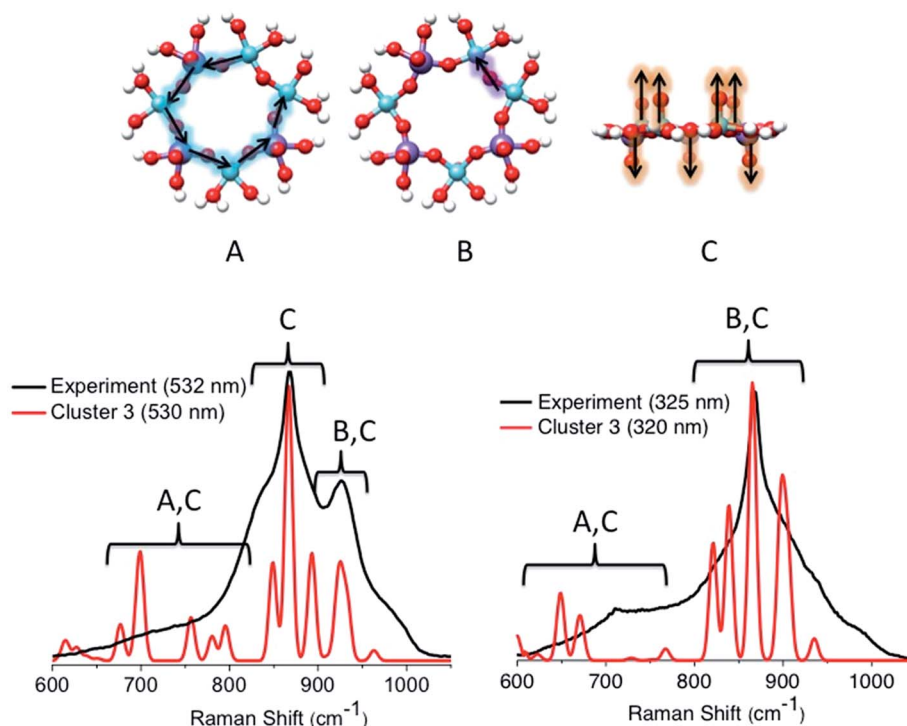 A B C
C
B,C
A,C
Experiment (532 nm)
Cluster 3 (530 nm)
600 700 800 900 1000
Raman Shift (cm-1)
B,C
A,C
Experiment (325 nm)
Cluster 3 (320 nm)
600 700 800 900 1000
Raman Shift (cm-1)